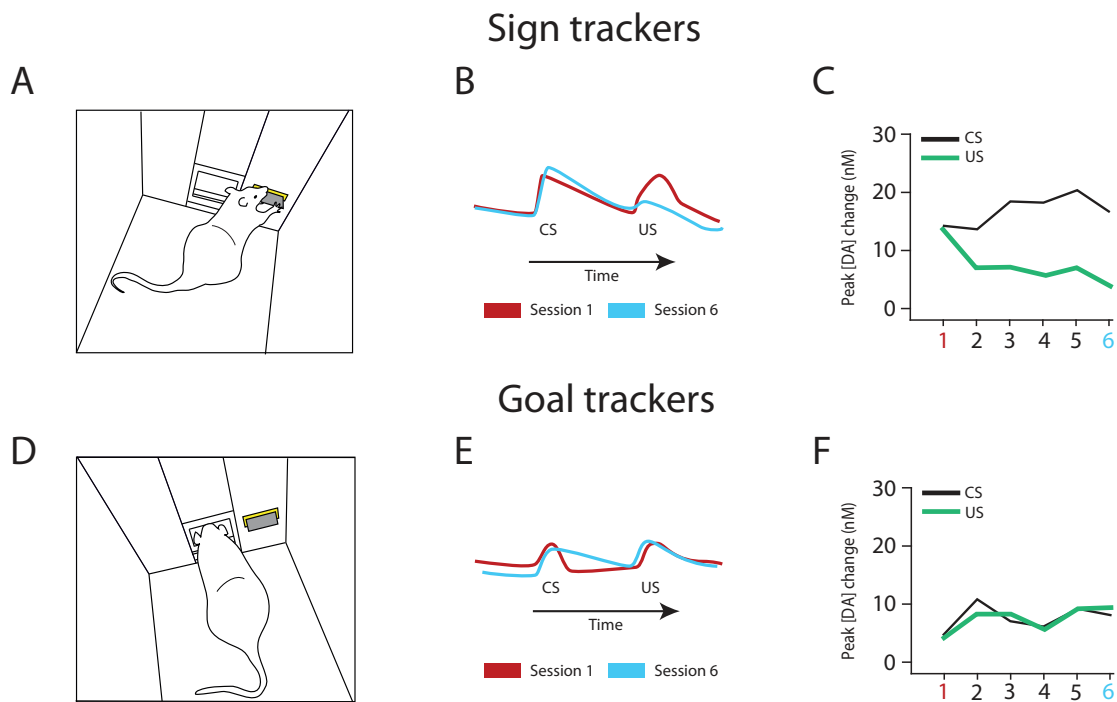 Sign trackers
A
B
CS
US
Time
Session 1
Session 6
C
30
20
10
0
Peak [DA] change (nM)
CS
US
1 2 3 4 5 6
Goal trackers
D
E
CS
US
Time
Session 1
Session 6
F
30
20
10
0
Peak [DA] change (nM)
CS
US
1 2 3 4 5 6